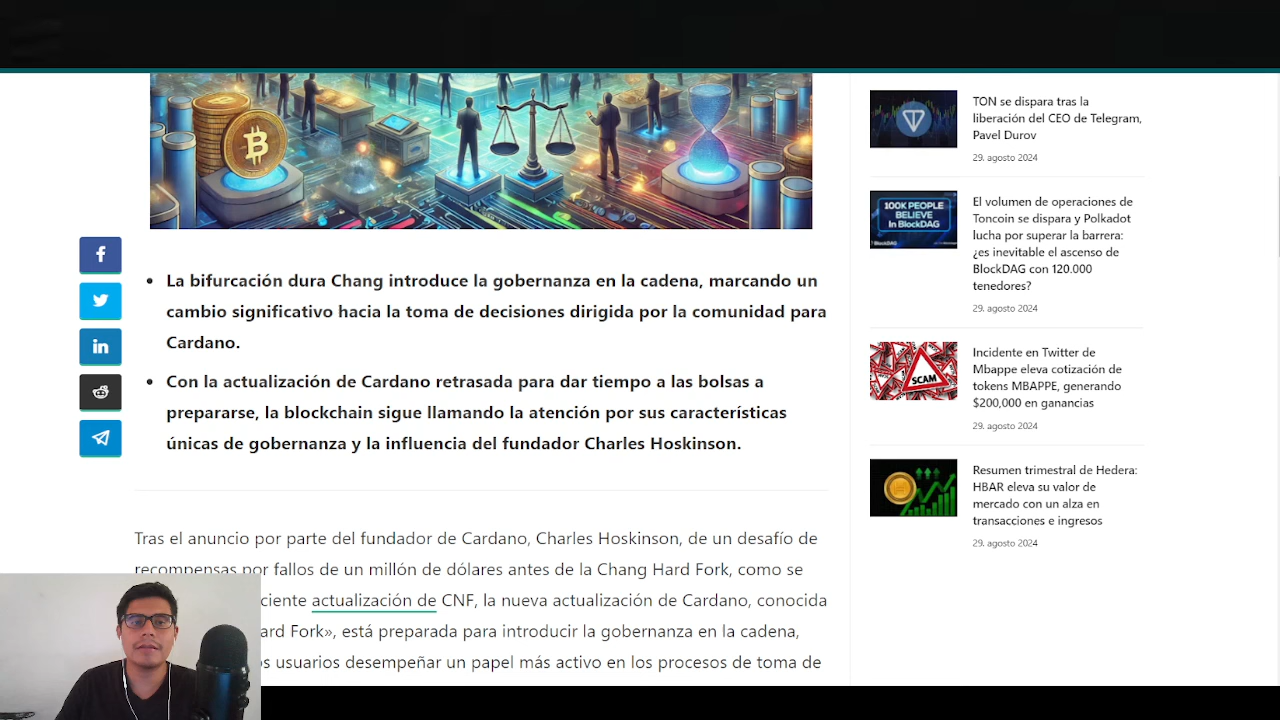 La bifurcación dura Chang introduce la gobernanza en la cadena, marcando un
cambio significativo hacia la toma de decisiones dirigida por la comunidad para
Cardano.
Con la actualización de Cardano retrasada para dar tiempo a las bolsas a
prepararse, la blockchain sigue llamando la atención por sus características
únicas de gobernanza y la influencia del fundador Charles Hoskinson.
Tras el anuncio por parte del fundador de Cardano, Charles Hoskinson, de un desafío de
recompensas por fallos de un millón de dólares antes de la Chang Hard Fork, como se
actualización de CNF, la nueva actualización de Cardano, conocida
Fork», está preparada para introducir la gobernanza en la cadena,
usuarios desempeñar un papel más activo en los procesos de toma de
TON se dispara tras la
liberación del CEO de Telegram,
Pavel Durov
29. agosto 2024
100K PEOPLE
BELIEVE
In BlockDAG
BlockDAG
El volumen de operaciones de
Toncoin se dispara y Polkadot
lucha por superar la barrera:
¿es inevitable el ascenso de
BlockDAG con 120.000
tenedores?
29. agosto 2024
SCAM
Incidente en Twitter de
Mbappe eleva cotización de
tokens MBAPPE, generando
$200,000 en ganancias
29. agosto 2024
Resumen trimestral de Hedera:
HBAR eleva su valor de
mercado con un alza en
transacciones e ingresos
29. agosto 2024